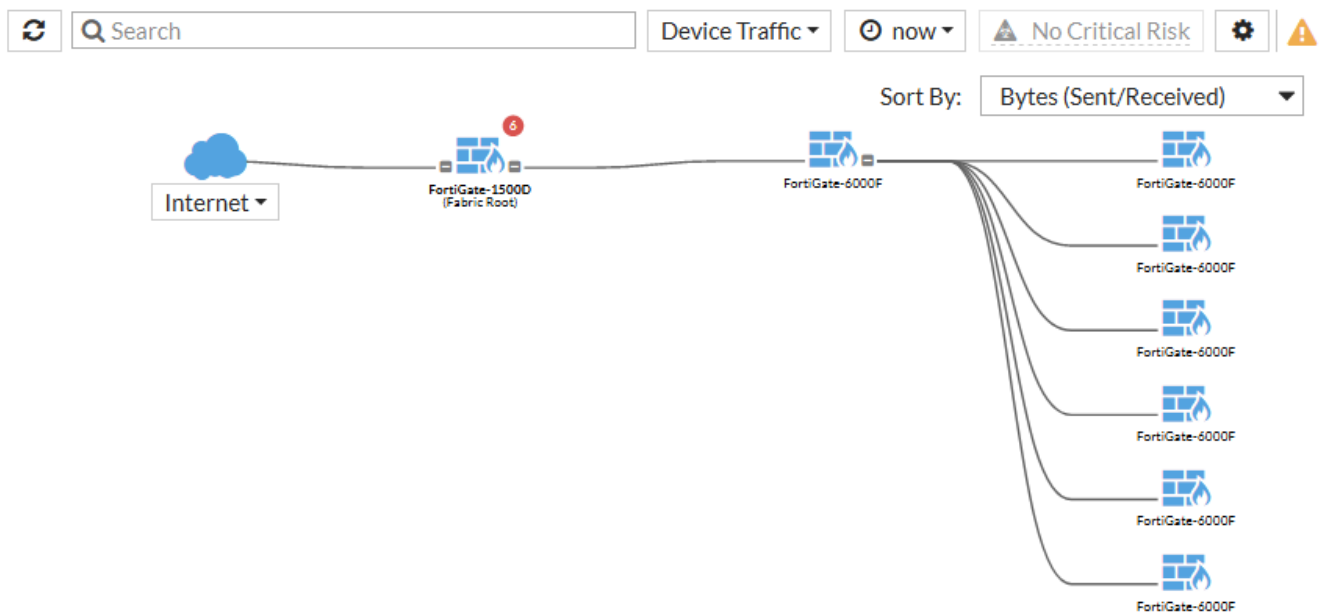 Search
Device Traffic
now
No Critical Risk
Sort By:
Bytes (Sent/Received)
6
Internet
FortiGate-1500D
(Fabric Root)
FortiGate-6000F
FortiGate-6000F
FortiGate-6000F
FortiGate-6000F
FortiGate-6000F
FortiGate-6000F
FortiGate-6000F